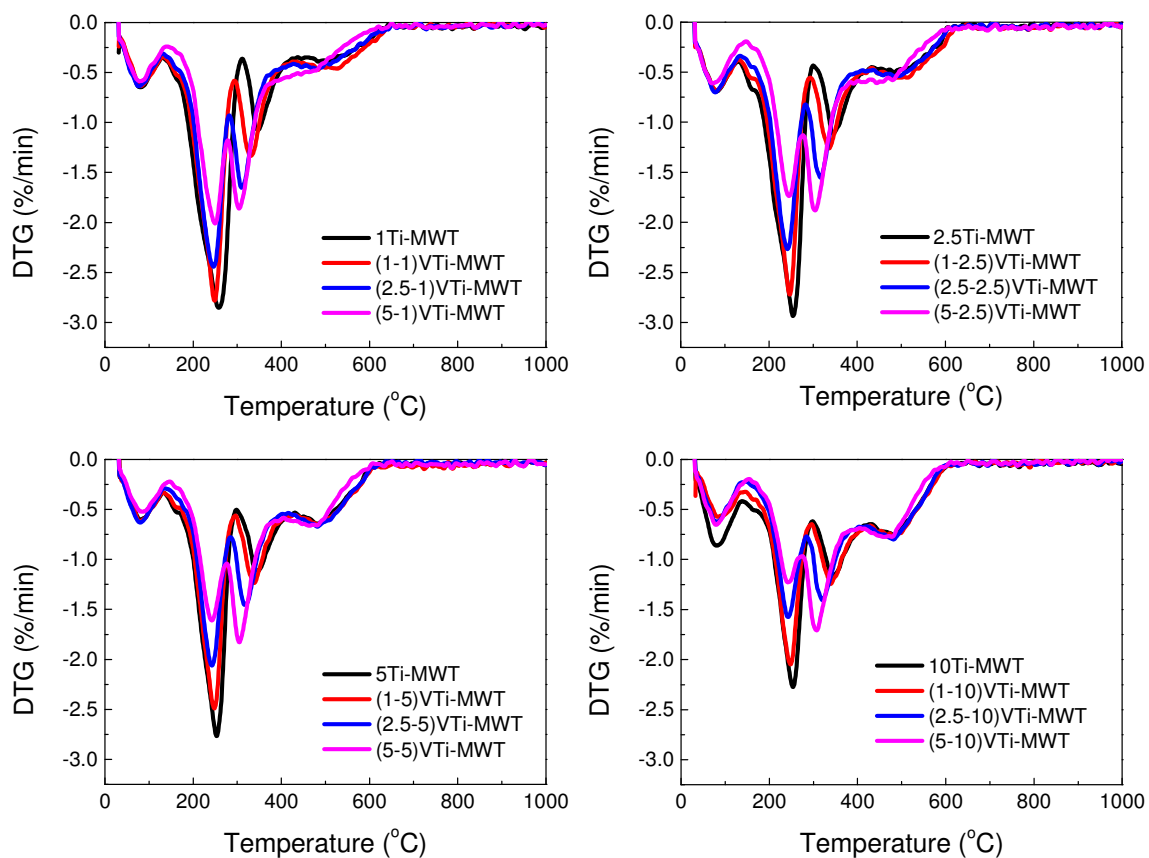 0.0
-0.5
-1.0
-1.5
-2.0
-2.5
-3.0
DTG (%/min)
1Ti-MWT
(1-1)VTi-MWT
(2.5-1)VTi-MWT
(5-1)VTi-MWT
0 200 400 600 800 1000
Temperature (°C)
0.0
-0.5
-1.0
-1.5
-2.0
-2.5
-3.0
DTG (%/min)
2.5Ti-MWT
(1-2.5)VTi-MWT
(2.5-2.5)VTi-MWT
(5-2.5)VTi-MWT
0 200 400 600 800 1000
Temperature (°C)
0.0
-0.5
-1.0
-1.5
-2.0
-2.5
-3.0
DTG (%/min)
5Ti-MWT
(1-5)VTi-MWT
(2.5-5)VTi-MWT
(5-5)VTi-MWT
0 200 400 600 800 1000
Temperature (°C)
0.0
-0.5
-1.0
-1.5
-2.0
-2.5
-3.0
DTG (%/min)
10Ti-MWT
(1-10)VTi-MWT
(2.5-10)VTi-MWT
(5-10)VTi-MWT
0 200 400 600 800 1000
Temperature (°C)